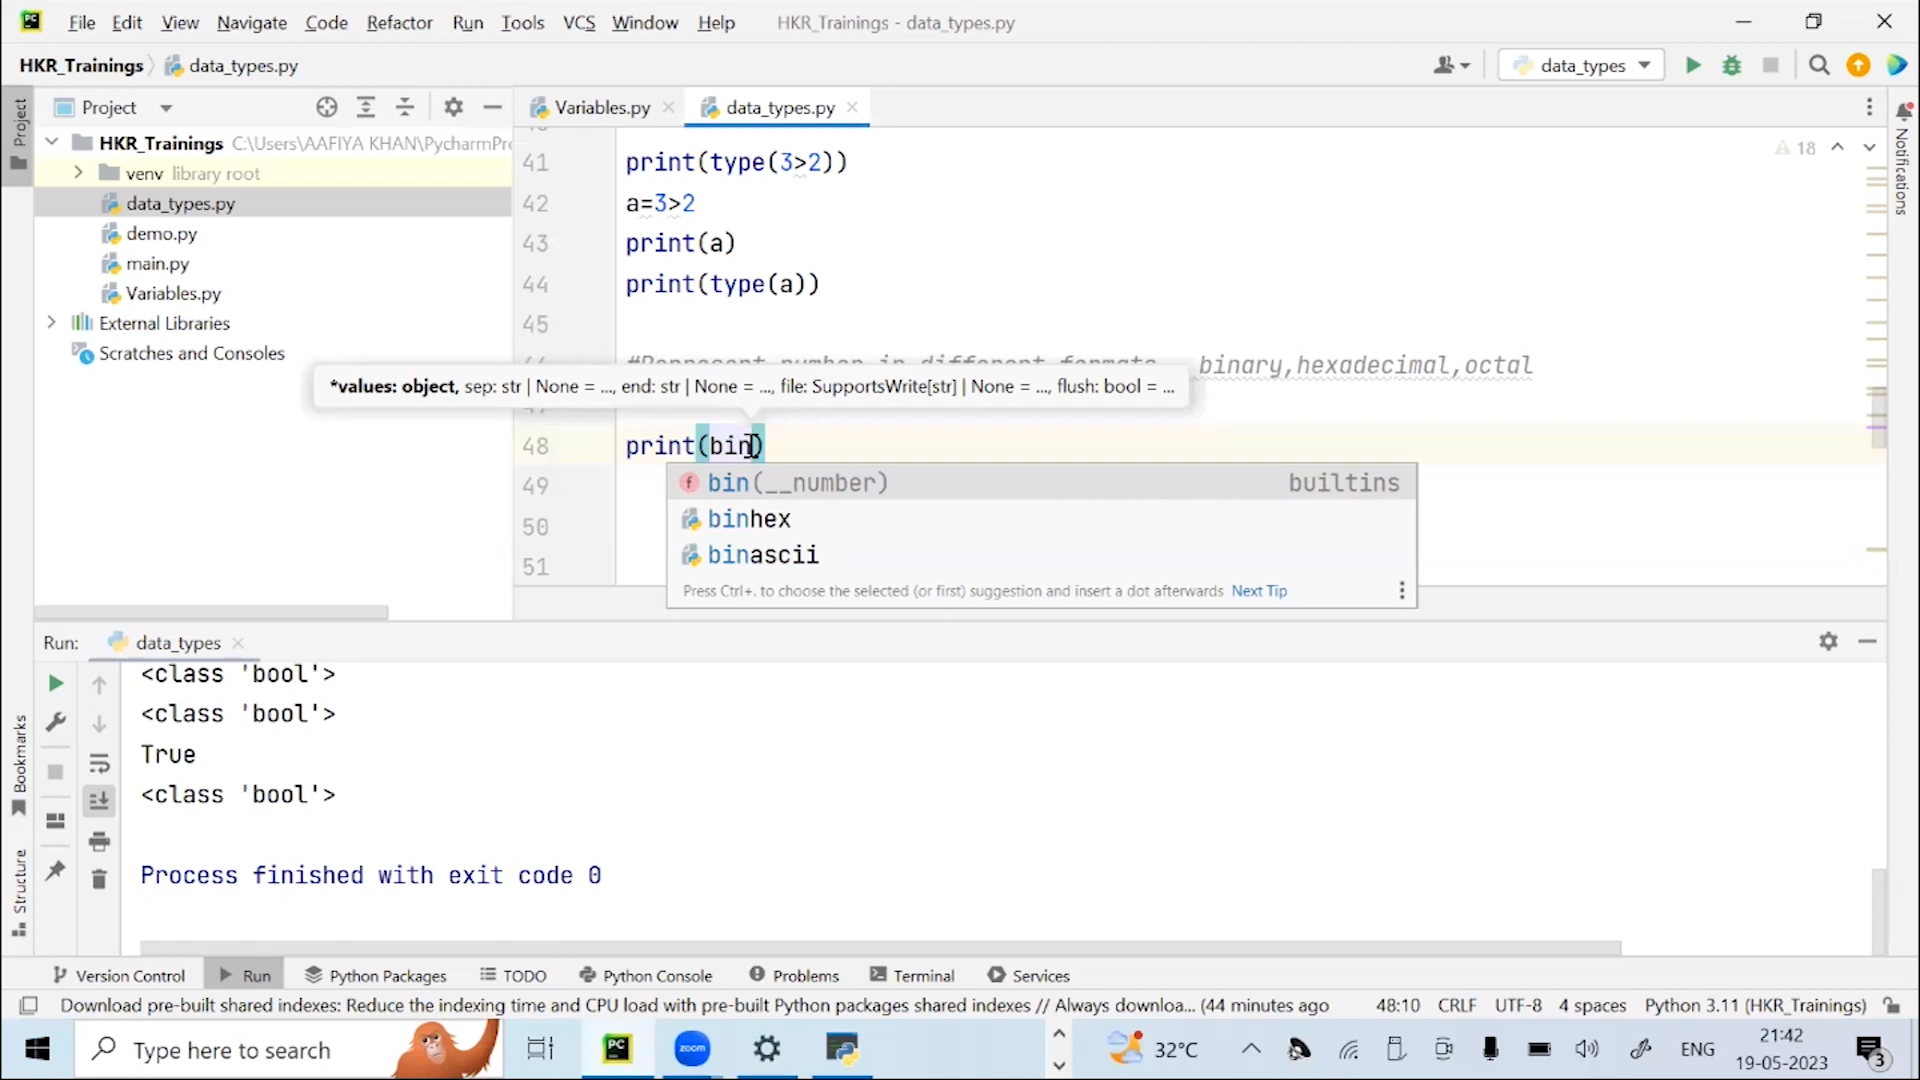 PC File Edit View Navigate Code Refactor Run Tools VCS Window Help HKR_Trainings - data_types.py
HKR_Trainings data_types.py data_types
Project Project Variables.py data_types.py
HKR_Trainings C:\Users\AAFIYA KHAN\PycharmPr
venv library root
data_types.py
demo.py
main.py
Variables.py
External Libraries
Scratches and Consoles
Notifications
18
41 print(type(3>2))
42 a=3>2
43 print(a)
44 print(type(a))
45
binary,hexadecimal,octal
*values: object, sep: str | None = ..., end: str | None = ..., file: SupportsWrite[str] | None = ..., flush: bool = ...
48 print(bin)
49
50
51
bin(__number) builtins
binhex
binascii
Press Ctrl+. to choose the selected (or first) suggestion and insert a dot afterwards Next Tip
Run: data_types
<class 'bool'>
<class 'bool'>
True
<class 'bool'>
Process finished with exit code 0
Bookmarks
Structure
Version Control Run Python Packages TODO Python Console Problems Terminal Services
Download pre-built shared indexes: Reduce the indexing time and CPU load with pre-built Python packages shared indexes // Always downloa... (44 minutes ago 48:10 CRLF UTF-8 4 spaces Python 3.11 (HKR_Trainings)
Type here to search PC zoom 32°C ENG 21:42
19-05-2023 3